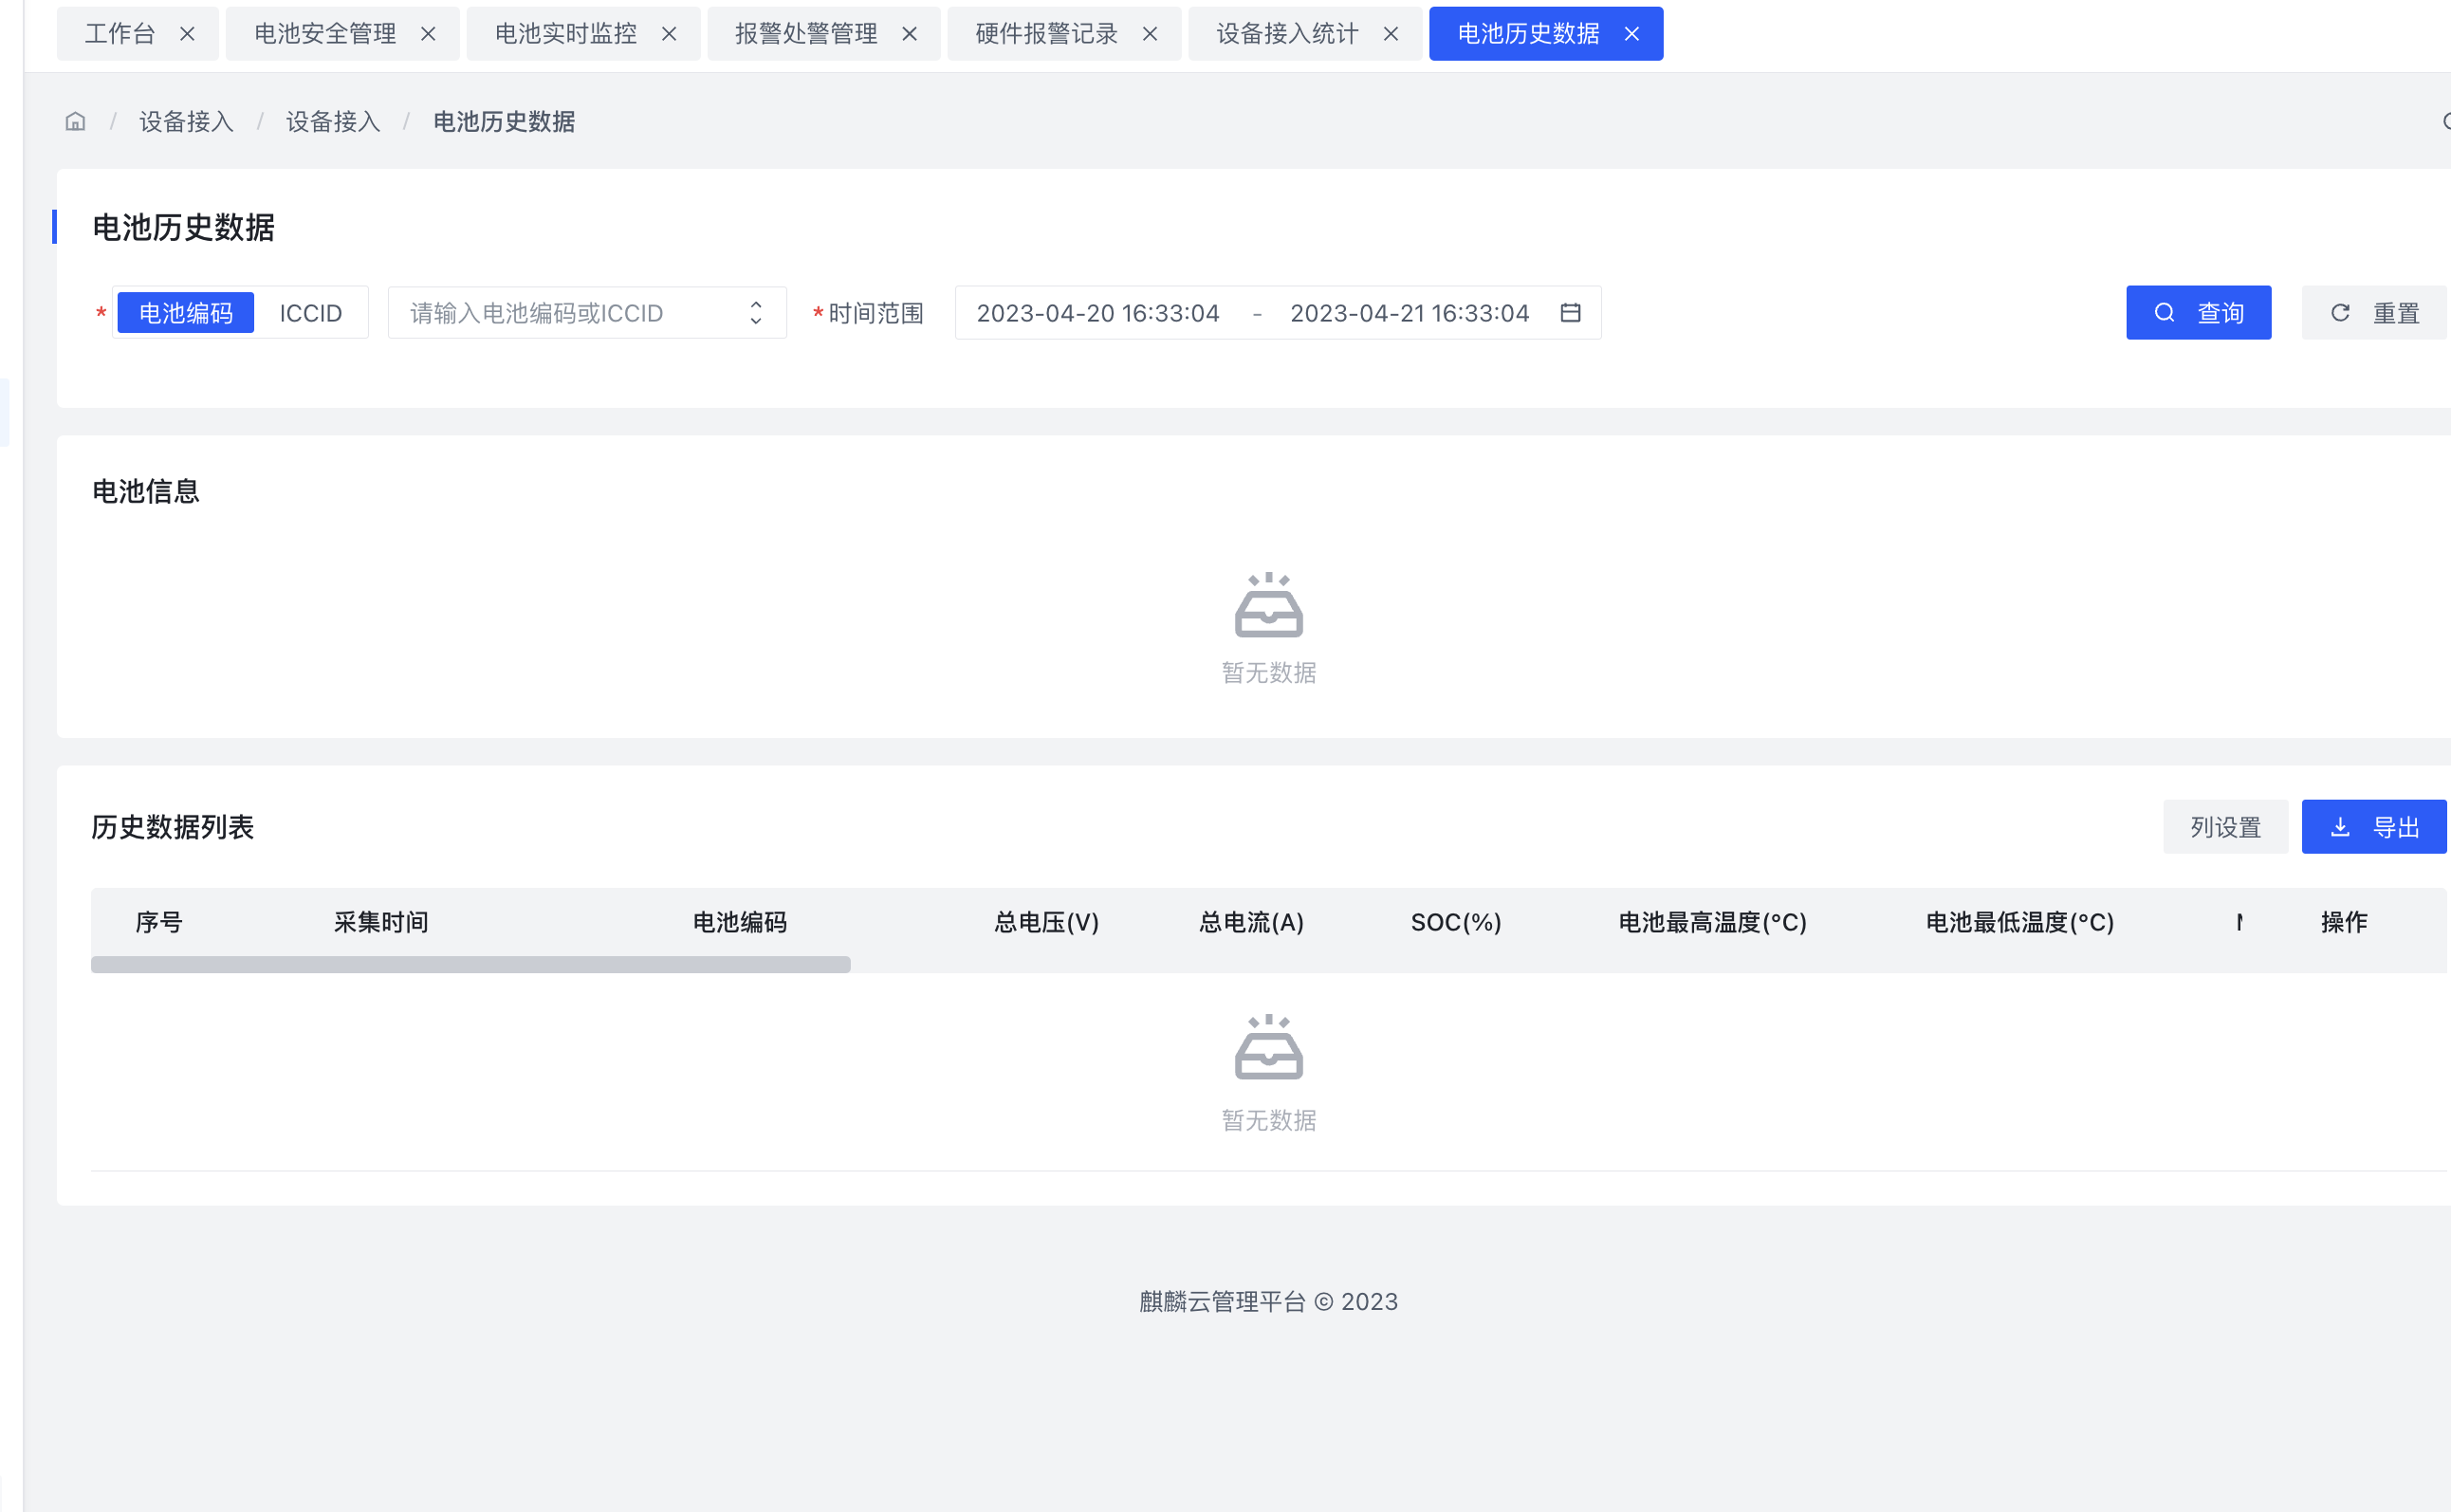 工作台 电池安全管理 电池实时监控 报警处警管理 硬件报警记录 设备接入统计 电池历史数据
/ 设备接入 / 设备接入 / 电池历史数据
电池历史数据
* 电池编码 ICCID 请输入电池编码或ICCID * 时间范围 2023-04-20 16:33:04 - 2023-04-21 16:33:04 查询 重置
电池信息
暂无数据
历史数据列表 列设置 导出
序号 采集时间 电池编码 总电压(V) 总电流(A) SOC(%) 电池最高温度(°C) 电池最低温度(°C) 操作
暂无数据
麒麟云管理平台 © 2023